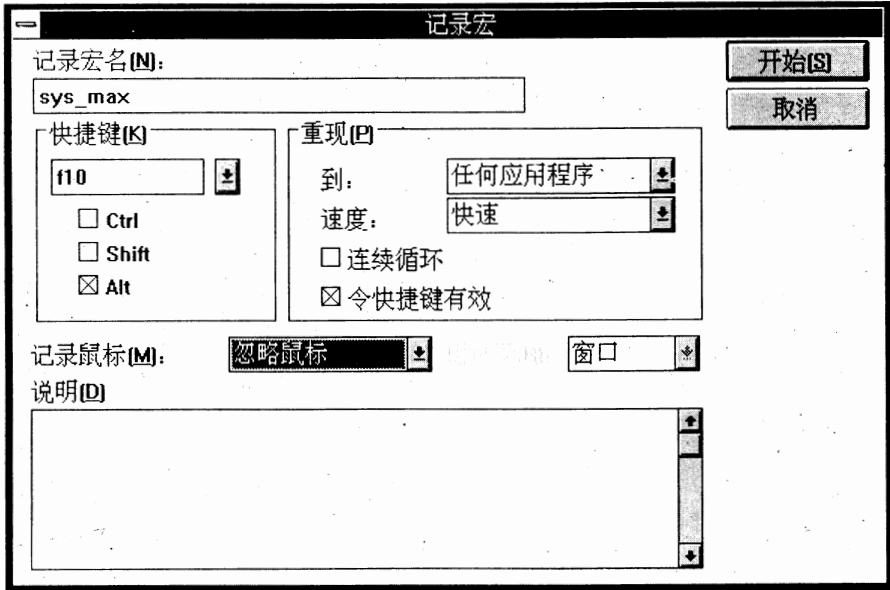 记录宏
记录宏名(N)：
开始(S)
sys_max
取消
快捷键(K)
f10
Ctrl
Shift
Alt
重现(P)
到：
任何应用程序
速度：
快速
连续循环
令快捷键有效
记录鼠标(M)：
忽略鼠标
窗口
说明(D)